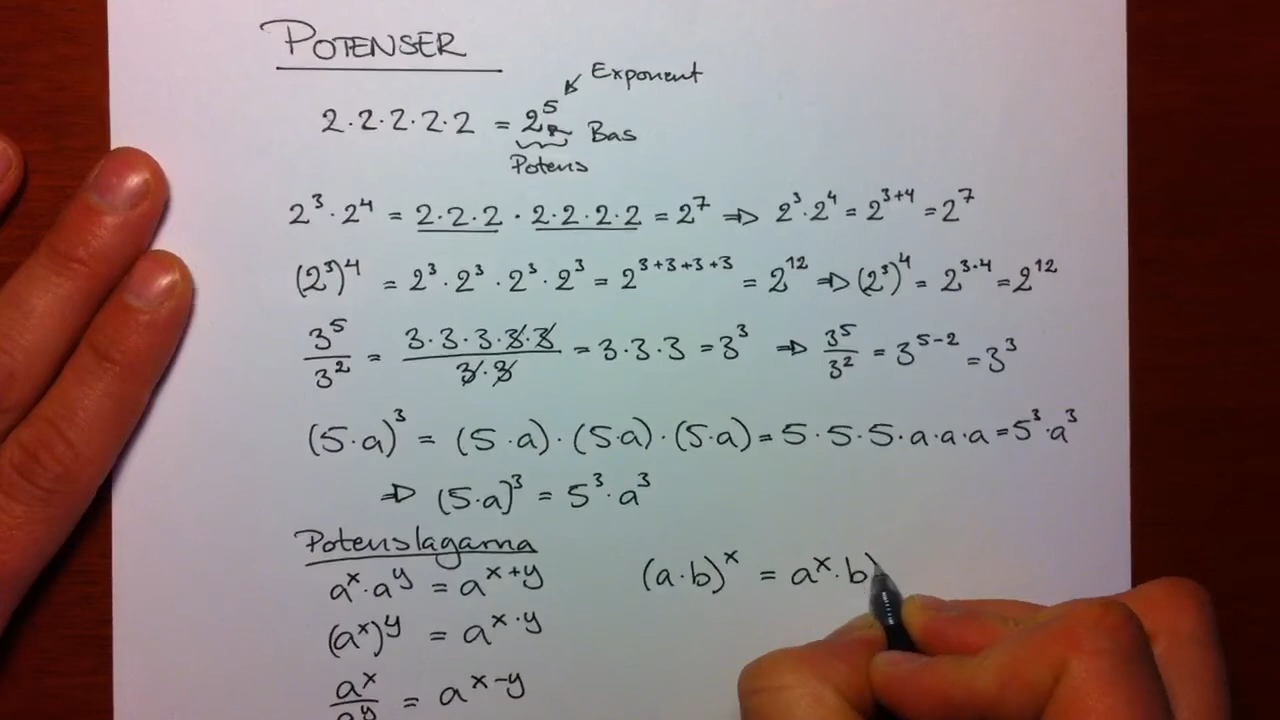 POTENSER
2·2·2·2·2 = 2⁵ Exponent
Bas
Potens
2³·2⁴ = 2·2·2 · 2·2·2·2 = 2⁷ ⇒ 2³·2⁴ = 2³⁺⁴ = 2⁷
(2³)⁴ = 2³·2³·2³·2³ = 2³⁺³⁺³⁺³ = 2¹² ⇒ (2³)⁴ = 2^(3·4) = 2¹²
3⁵/3² = 3·3·3·3·3/3·3 = 3·3·3 = 3³ ⇒ 3⁵/3² = 3⁵⁻² = 3³
(5·a)³ = (5·a)·(5·a)·(5·a) = 5·5·5·a·a·a = 5³·a³
⇒ (5·a)³ = 5³·a³
Potenslagarna
aˣ·aʸ = aˣ⁺ʸ
(aˣ)ʸ = a^(x·y)
aˣ/aʸ = aˣ⁻ʸ
(a·b)ˣ = aˣ·b